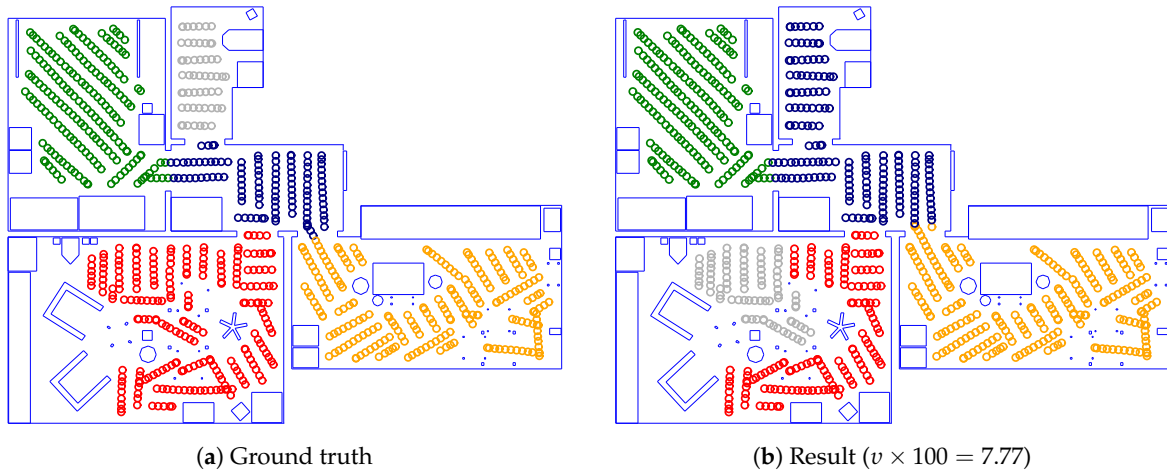 (a) Ground truth
(b) Result (v × 100 = 7.77)